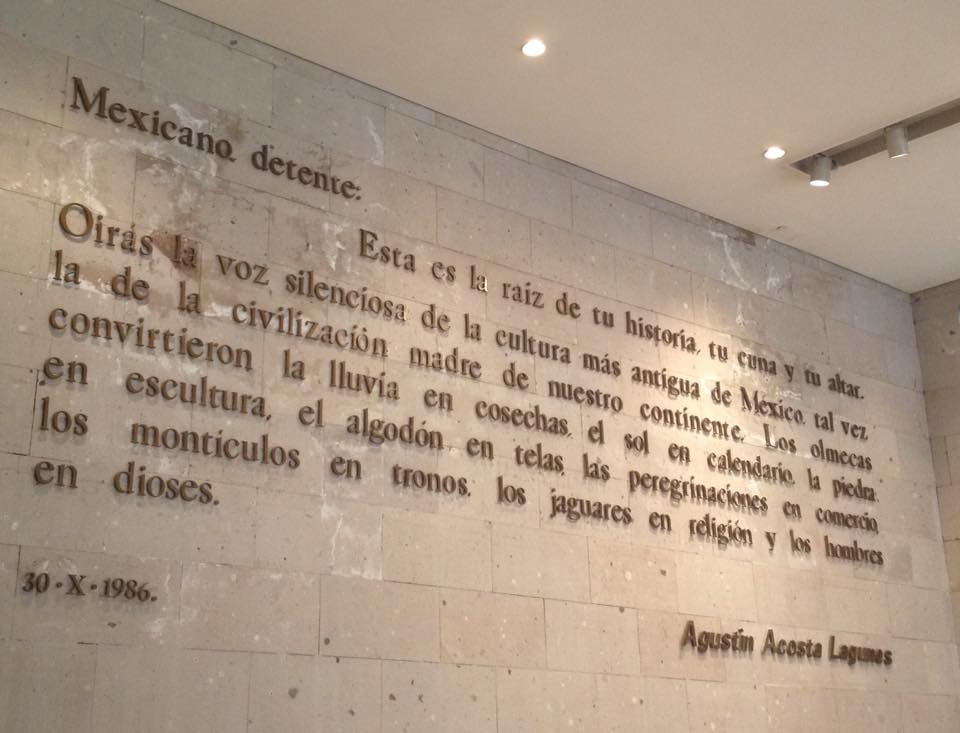 Mexicano, detente:
Esta es la raíz de tu historia, tu cuna y tu altar.
Oirás la voz silenciosa de la cultura más antigua de México, tal vez
la de la civilización madre de nuestro continente. Los olmecas
convirtieron la lluvia en cosechas, el sol en calendario, la piedra
en escultura, el algodón en telas, las peregrinaciones en comercio,
los montículos en tronos, los jaguares en religión y los hombres
en dioses.
30·X·1986.
Agustín Acosta Lagunes